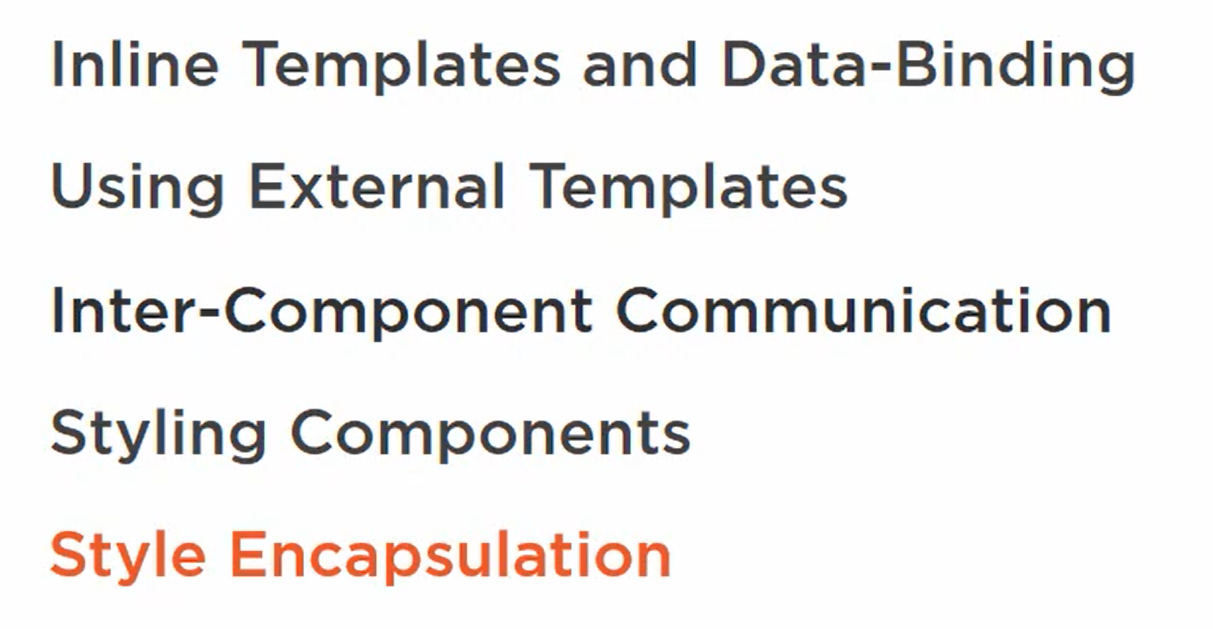 Inline Templates and Data-Binding
Using External Templates
Inter-Component Communication
Styling Components
Style Encapsulation